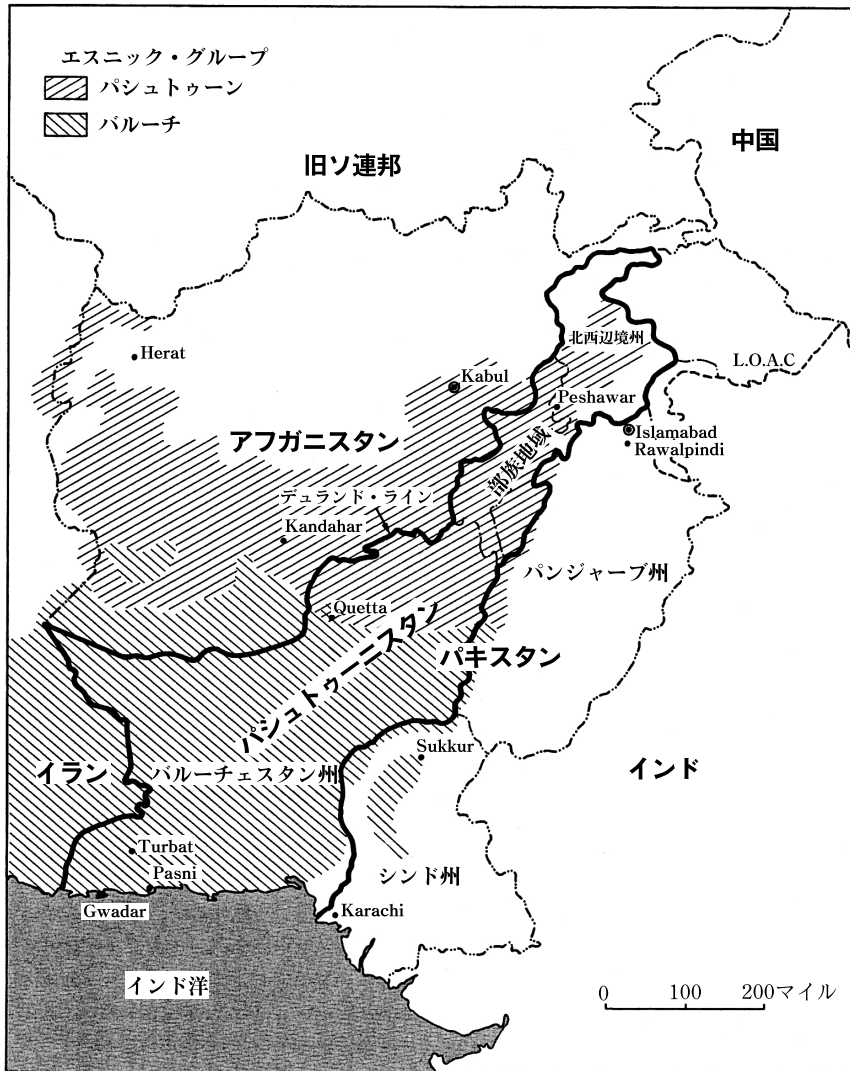 エスニック・グループ
パシュトゥーン
バルーチ
中国
旧ソ連邦
北西辺境州
Herat
L.O.A.C
Kabul
Peshawar
アフガニスタン
Islamabad
Rawalpindi
部族地域
デュランド・ライン
Kandahar
パンジャーブ州
Quetta
パシュトゥーニスタン
パキスタン
Sukkur
イラン
バルーチェスタン州
インド
Turbat
Pasni
シンド州
Gwadar
Karachi
インド洋
0 100 200マイル